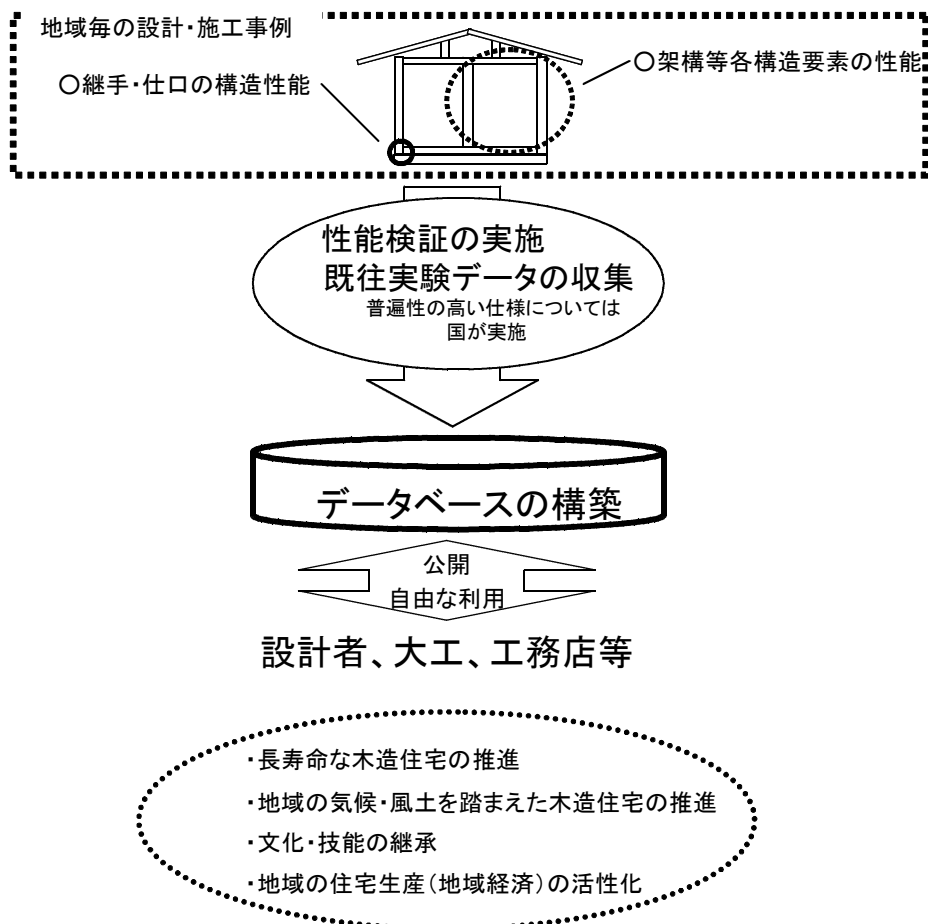 地域毎の設計・施工事例
○継手・仕口の構造性能
○架構等各構造要素の性能
性能検証の実施
既往実験データの収集
普遍性の高い仕様については
国が実施
データベースの構築
公開
自由な利用
設計者、大工、工務店等
・長寿命な木造住宅の推進
・地域の気候・風土を踏まえた木造住宅の推進
・文化・技能の継承
・地域の住宅生産(地域経済)の活性化